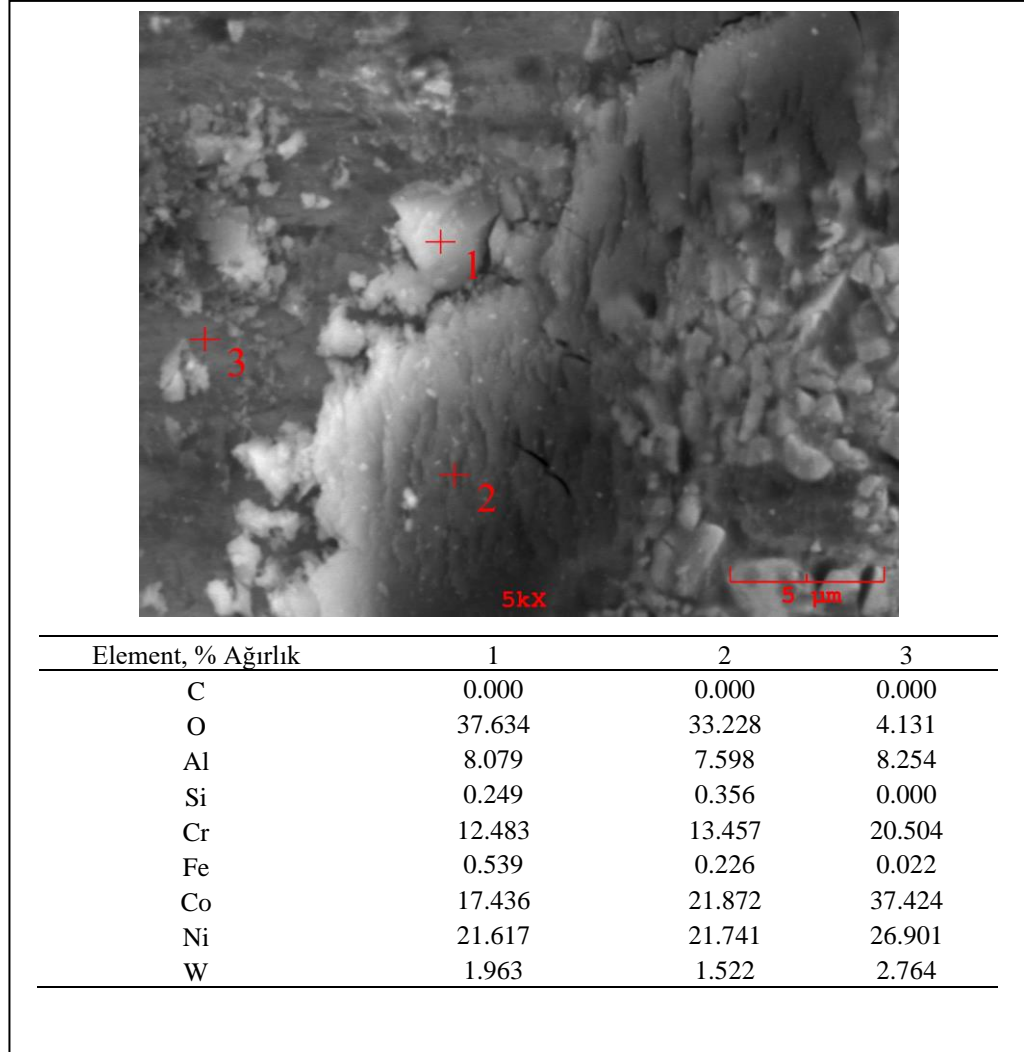 1
3
2
5kX
5 µm
Element, % Ağırlık 1 2 3
C 0.000 0.000 0.000
O 37.634 33.228 4.131
Al 8.079 7.598 8.254
Si 0.249 0.356 0.000
Cr 12.483 13.457 20.504
Fe 0.539 0.226 0.022
Co 17.436 21.872 37.424
Ni 21.617 21.741 26.901
W 1.963 1.522 2.764